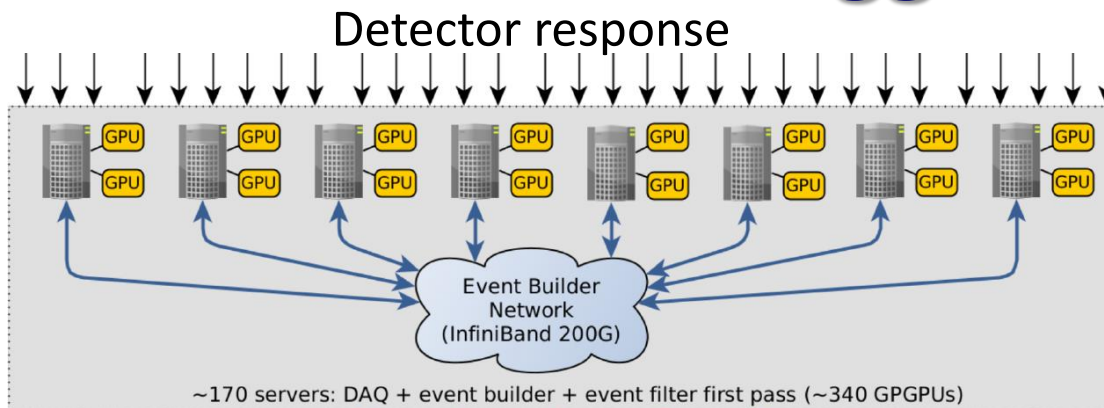 Detector response
GPU GPU GPU GPU GPU GPU GPU GPU
GPU GPU GPU GPU GPU GPU GPU GPU
Event Builder
Network
(InfiniBand 200G)
~170 servers: DAQ + event builder + event filter first pass (~340 GPGPUs)